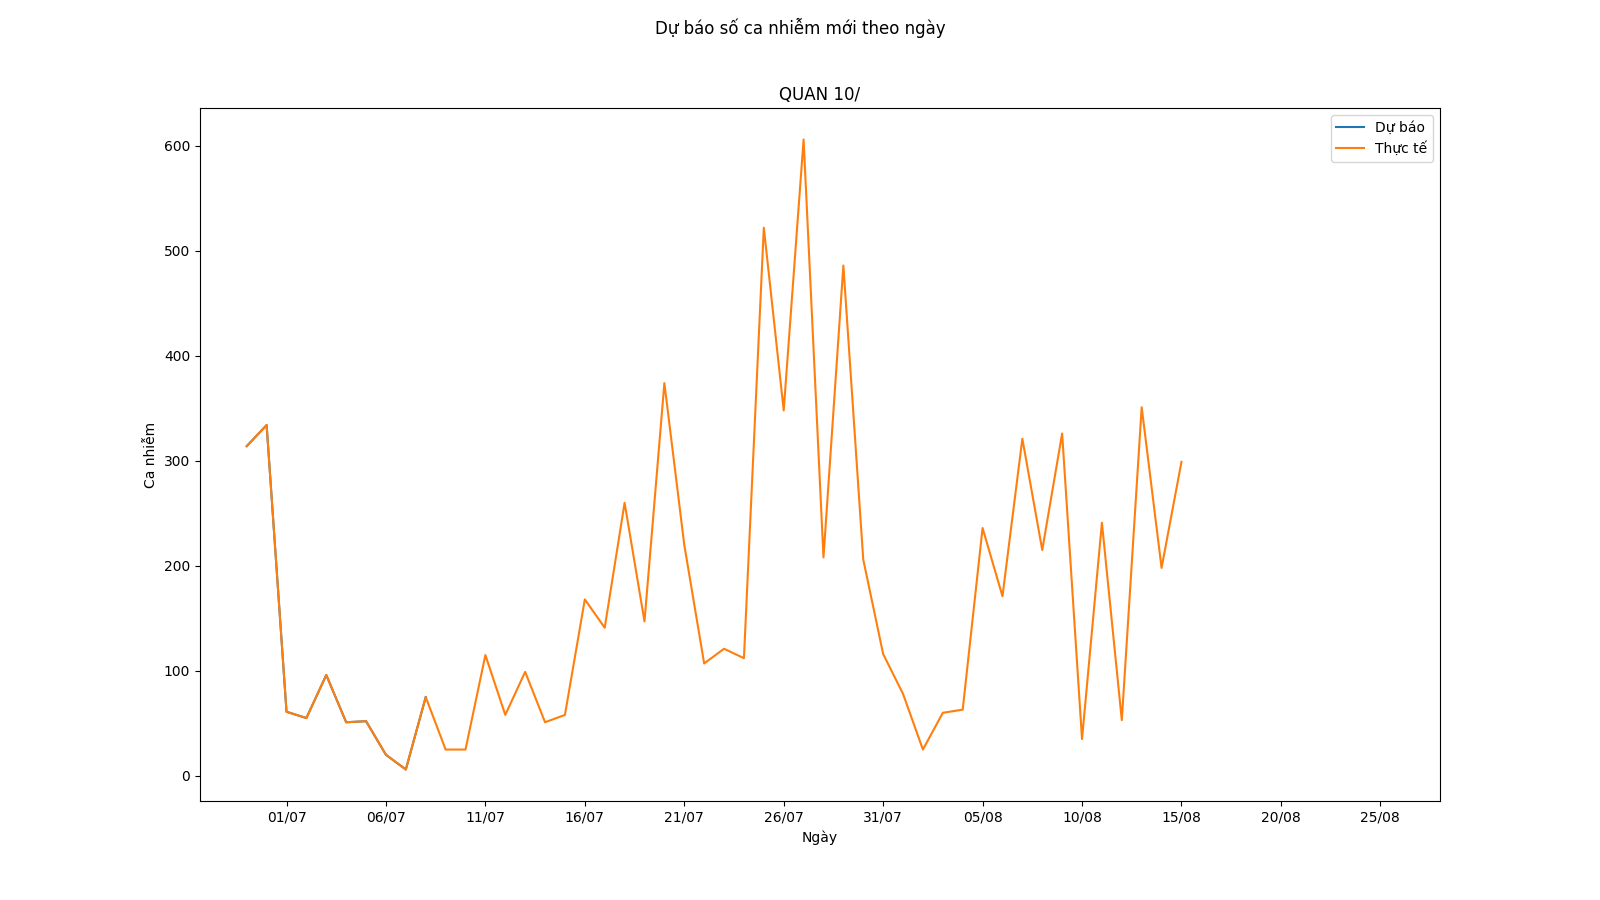 Dự báo số ca nhiễm mới theo ngày
QUAN 10/
Dự báo
Thực tế
600
500
400
300
200
100
0
Ca nhiễm
01/07 06/07 11/07 16/07 21/07 26/07 31/07 05/08 10/08 15/08 20/08 25/08
Ngày